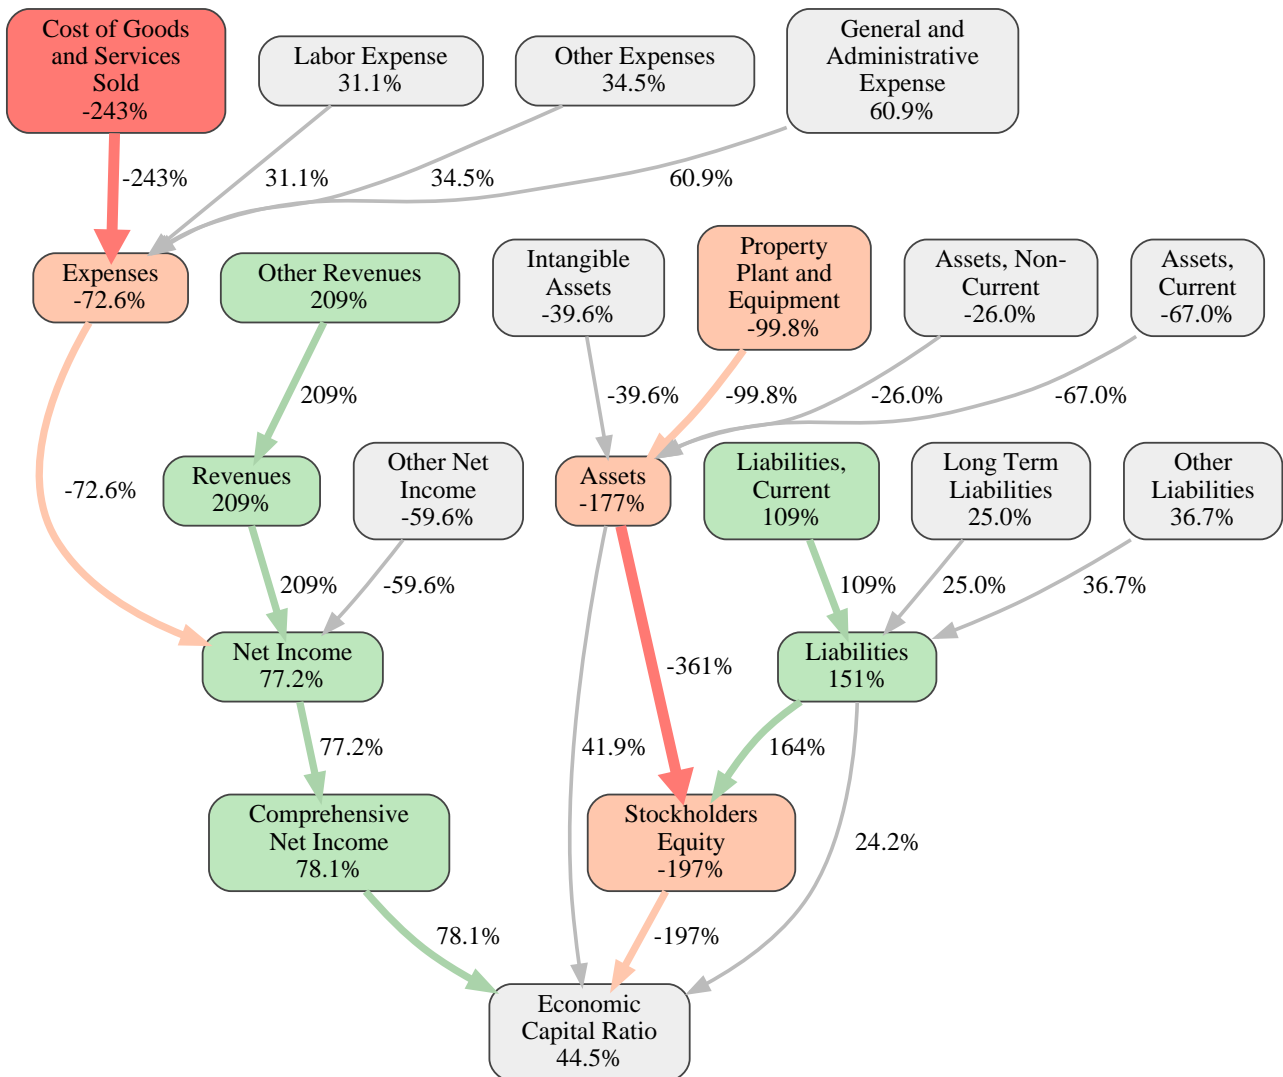 Cost of Goods
and Services
Sold
-243%
Labor Expense
31.1%
Other Expenses
34.5%
General and
Administrative
Expense
60.9%
-243%
31.1%
34.5%
60.9%
Expenses
-72.6%
Other Revenues
209%
Intangible
Assets
-39.6%
Property
Plant and
Equipment
-99.8%
Assets, Non-
Current
-26.0%
Assets,
Current
-67.0%
209%
-39.6%
-99.8%
-26.0%
-67.0%
-72.6%
Revenues
209%
Other Net
Income
-59.6%
Assets
-177%
Liabilities,
Current
109%
Long Term
Liabilities
25.0%
Other
Liabilities
36.7%
209%
-59.6%
109%
25.0%
36.7%
Net Income
77.2%
-361%
Liabilities
151%
77.2%
41.9%
164%
Comprehensive
Net Income
78.1%
Stockholders
Equity
-197%
24.2%
78.1%
-197%
Economic
Capital Ratio
44.5%